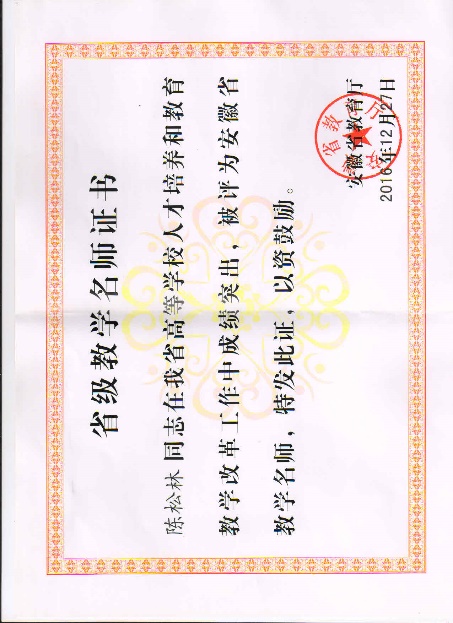 省级教学名师证书
陈松林 同志在我省高等学校人才培养和教育
教学改革工作中成绩突出，被评为安徽省
教学名师，特发此证，以资鼓励。
安徽省教育厅
2016年12月27日